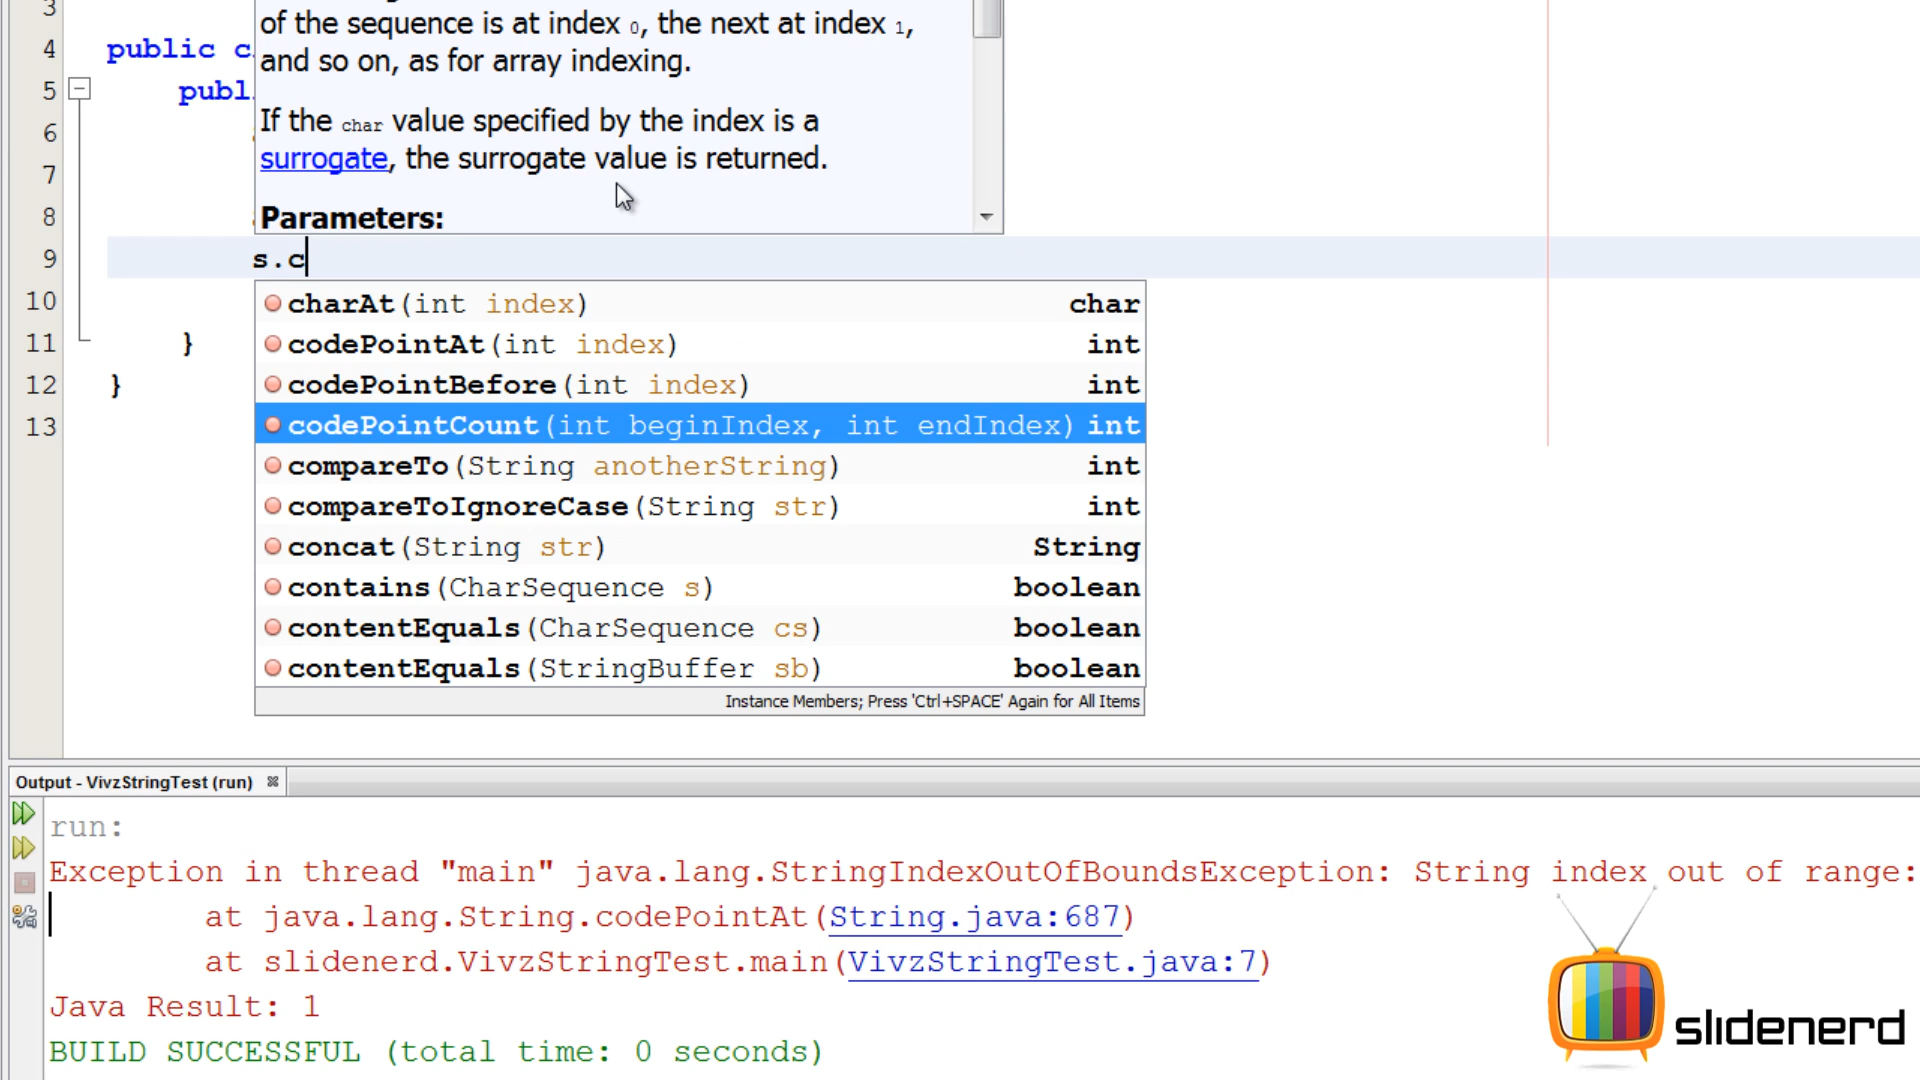 of the sequence is at index 0, the next at index 1,
and so on, as for array indexing.
If the char value specified by the index is a
surrogate, the surrogate value is returned.
Parameters:
3
4 public c
5 publ
6
7
8
9 s.c
10
11 }
12 }
13
charAt(int index) char
codePointAt(int index) int
codePointBefore(int index) int
codePointCount(int beginIndex, int endIndex) int
compareTo(String anotherString) int
compareToIgnoreCase(String str) int
concat(String str) String
contains(CharSequence s) boolean
contentEquals(CharSequence cs) boolean
contentEquals(StringBuffer sb) boolean
Instance Members; Press 'Ctrl+SPACE' Again for All Items
Output - VivzStringTest (run)
run:
Exception in thread "main" java.lang.StringIndexOutOfBoundsException: String index out of range:
at java.lang.String.codePointAt(String.java:687)
at slidenerd.VivzStringTest.main(VivzStringTest.java:7)
Java Result: 1
BUILD SUCCESSFUL (total time: 0 seconds)
slidenerd